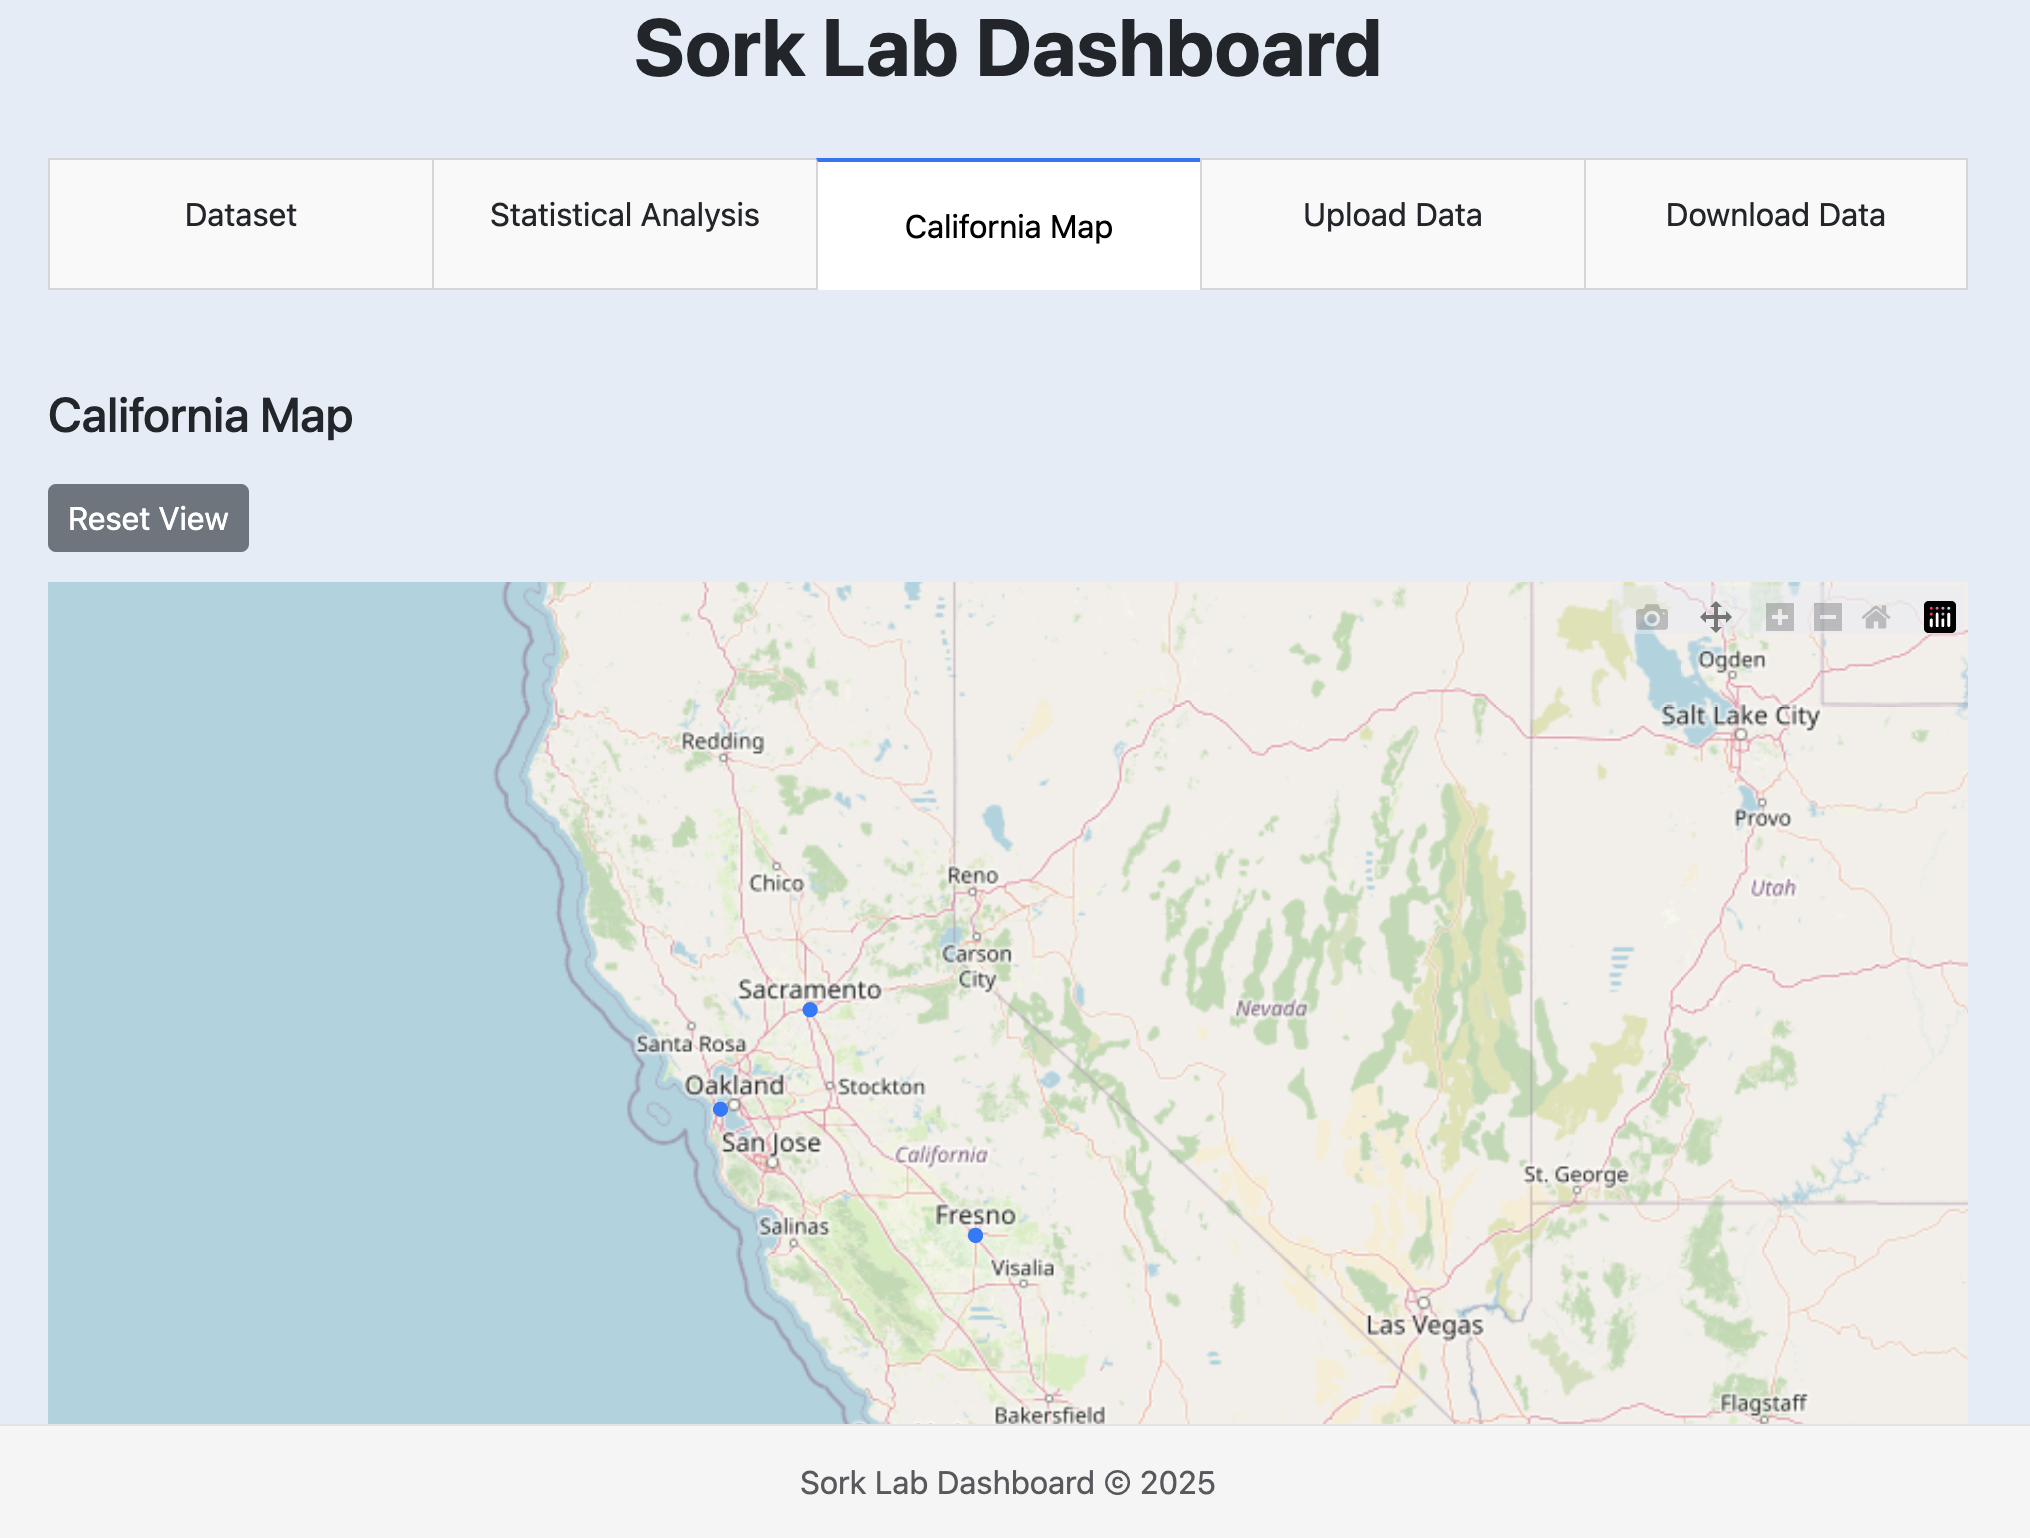 Sork Lab Dashboard
Dataset
Statistical Analysis
California Map
Upload Data
Download Data
California Map
Reset View
Ogden
Salt Lake City
Redding
Provo
Chico
Reno
Utah
Carson
City
Sacramento
Nevada
Santa Rosa
Oakland
Stockton
San Jose
California
St. George
Salinas
Fresno
Visalia
Las Vegas
Flagstaff
Bakersfield
Sork Lab Dashboard © 2025